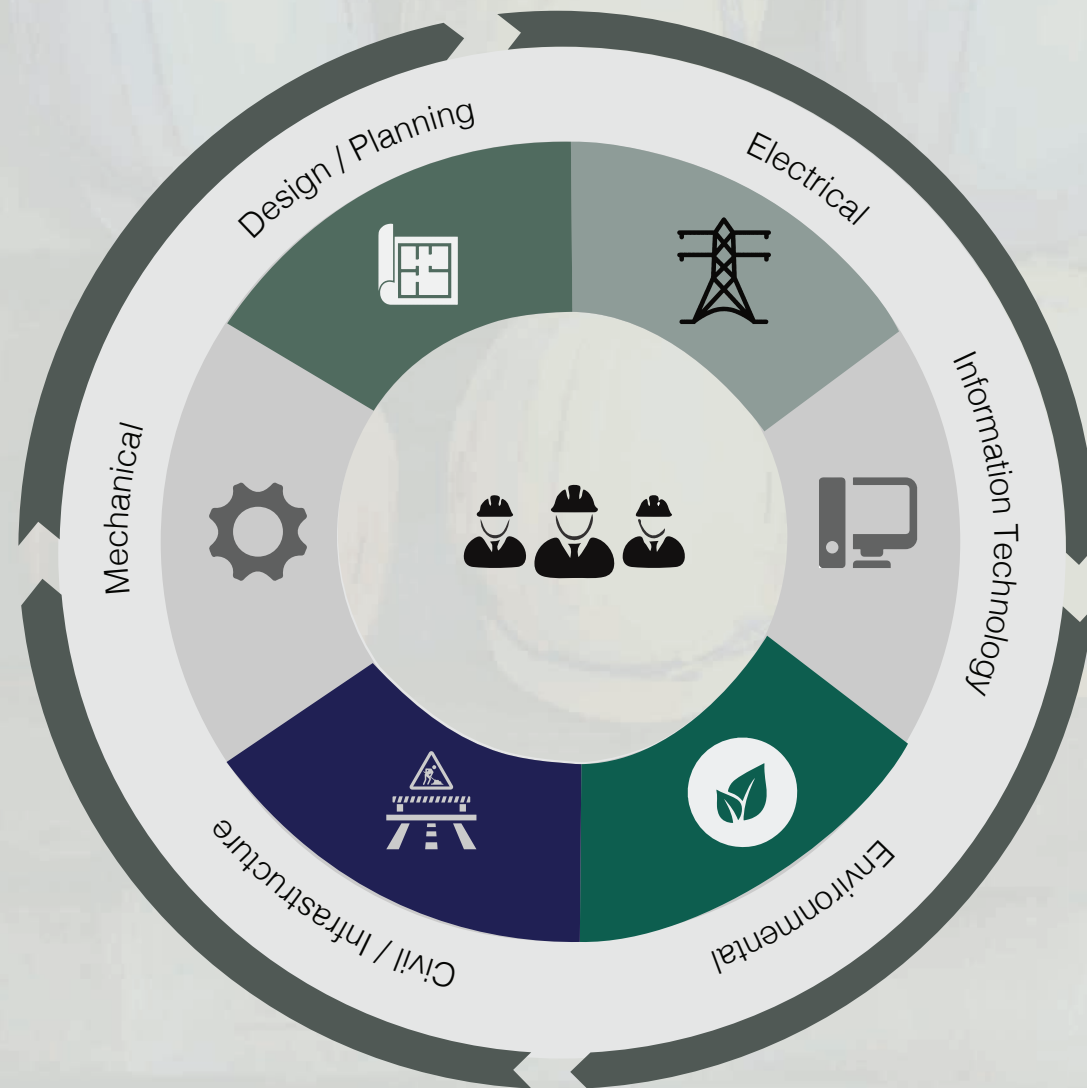 Design / Planning
Electrical
Information Technology
Environmental
Civil / Infrastructure
Mechanical